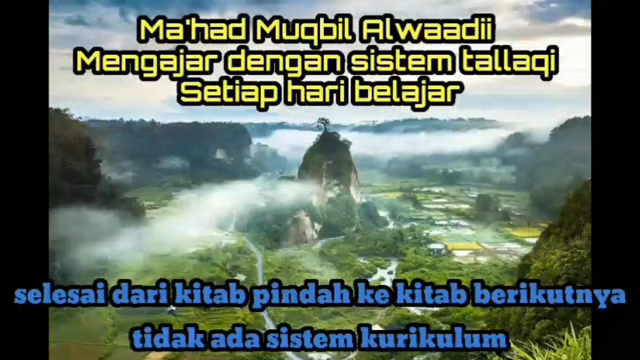 Ma'had Muqbil Alwaadii
Mengajar dengan sistem tallaqi
Setiap hari belajar
selesai dari kitab pindah ke kitab berikutnya
tidak ada sistem kurikulum